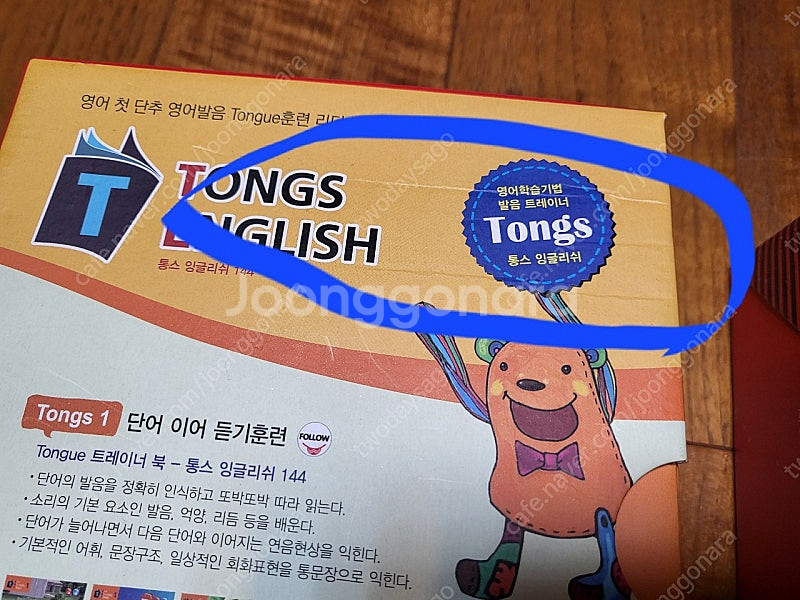 영어 첫 단추 영어발음 Tongue훈련 리더
T
TONGS
ENGLISH
통스 잉글리쉬 144
영어학습기법
발음 트레이너
Tongs
통스 잉글리쉬
Tongs 1 단어 이어 듣기훈련 FOLLOW
Tongue 트레이너 북 – 통스 잉글리쉬 144
· 단어의 발음을 정확히 인식하고 또박또박 따라 읽는다.
· 소리의 기본 요소인 발음, 억양, 리듬 등을 배운다.
· 단어가 늘어나면서 다음 단어와 이어지는 연음현상을 익힌다.
· 기본적인 어휘, 문장구조, 일상적인 회화표현을 통문장으로 익힌다.
Joonggonara
cafe.naver.com/joonggonara
twodaysago